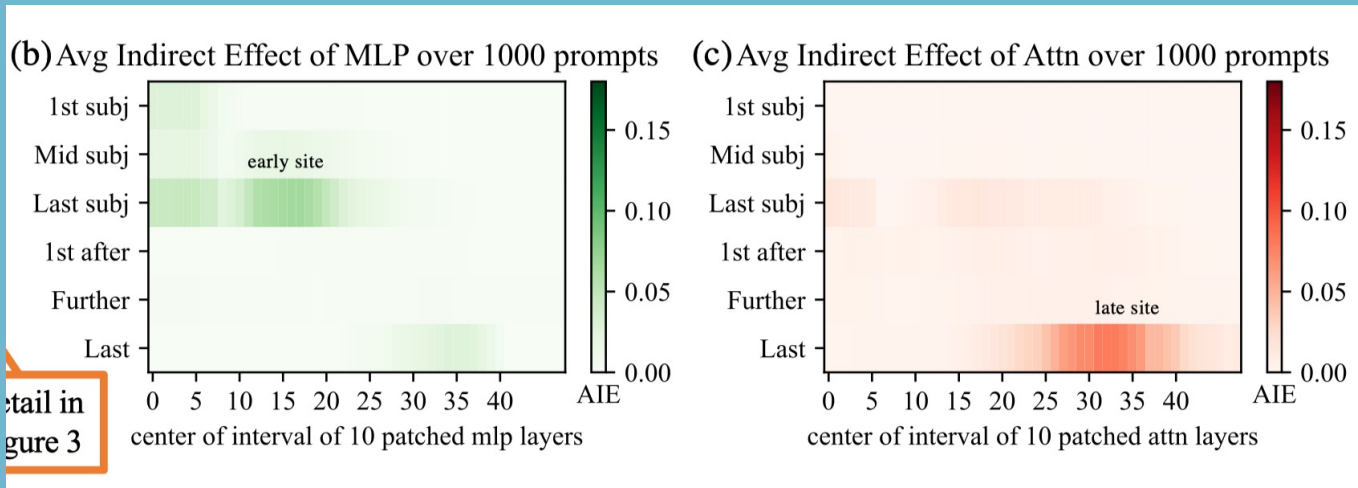 (b) Avg Indirect Effect of MLP over 1000 prompts
1st subj
Mid subj
Last subj
1st after
Further
Last
early site
0 5 10 15 20 25 30 35 40
center of interval of 10 patched mlp layers
0.15
0.10
0.05
0.00
AIE
(c) Avg Indirect Effect of Attn over 1000 prompts
1st subj
Mid subj
Last subj
1st after
Further
Last
late site
0 5 10 15 20 25 30 35 40
center of interval of 10 patched attn layers
0.15
0.10
0.05
0.00
AIE
etail in
gure 3